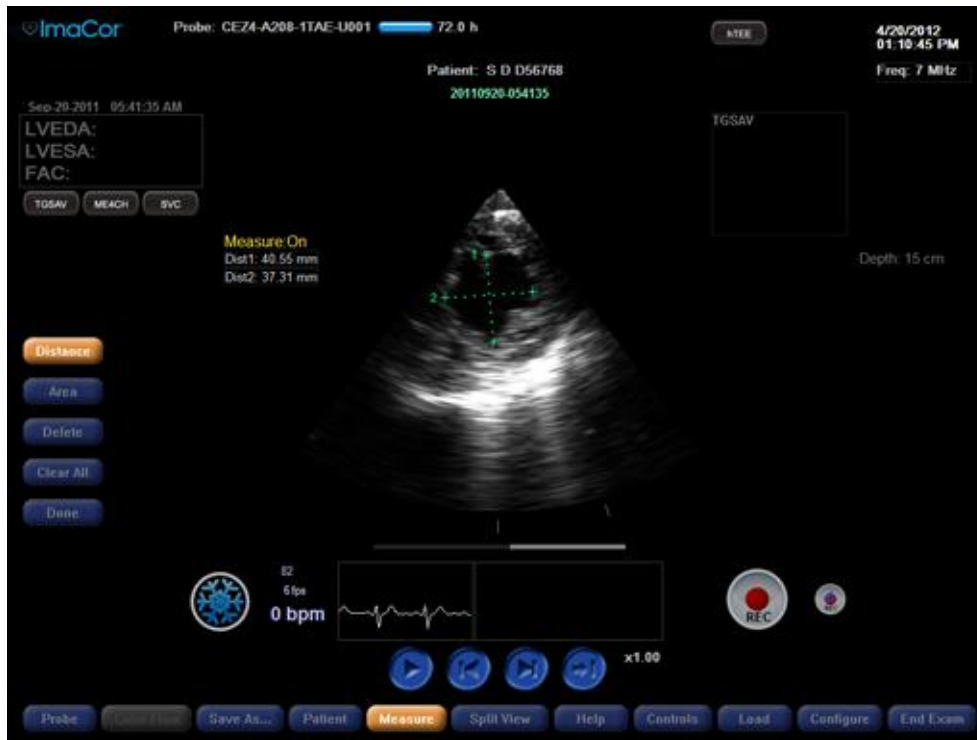 ImaCor
Probe: CEZ4-A208-1TAE-U001 72.0 h
hTEE
4/20/2012
01:10:45 PM
Patient: S D D56768
Freq: 7 MHz
20110920-054135
Sep-20-2011 05:41:35 AM
LVEDA:
LVESA:
FAC:
TGSAV
TGSAV ME4CH SVC
Measure:On
Dist1: 40.55 mm
Dist2: 37.31 mm
Depth: 15 cm
1
2
Distance
Area
Delete
Clear All
Done
82
6 fps
0 bpm
REC
REC
x1.00
Probe Save As... Patient Measure Split View Help Controls Load Configure End Exam